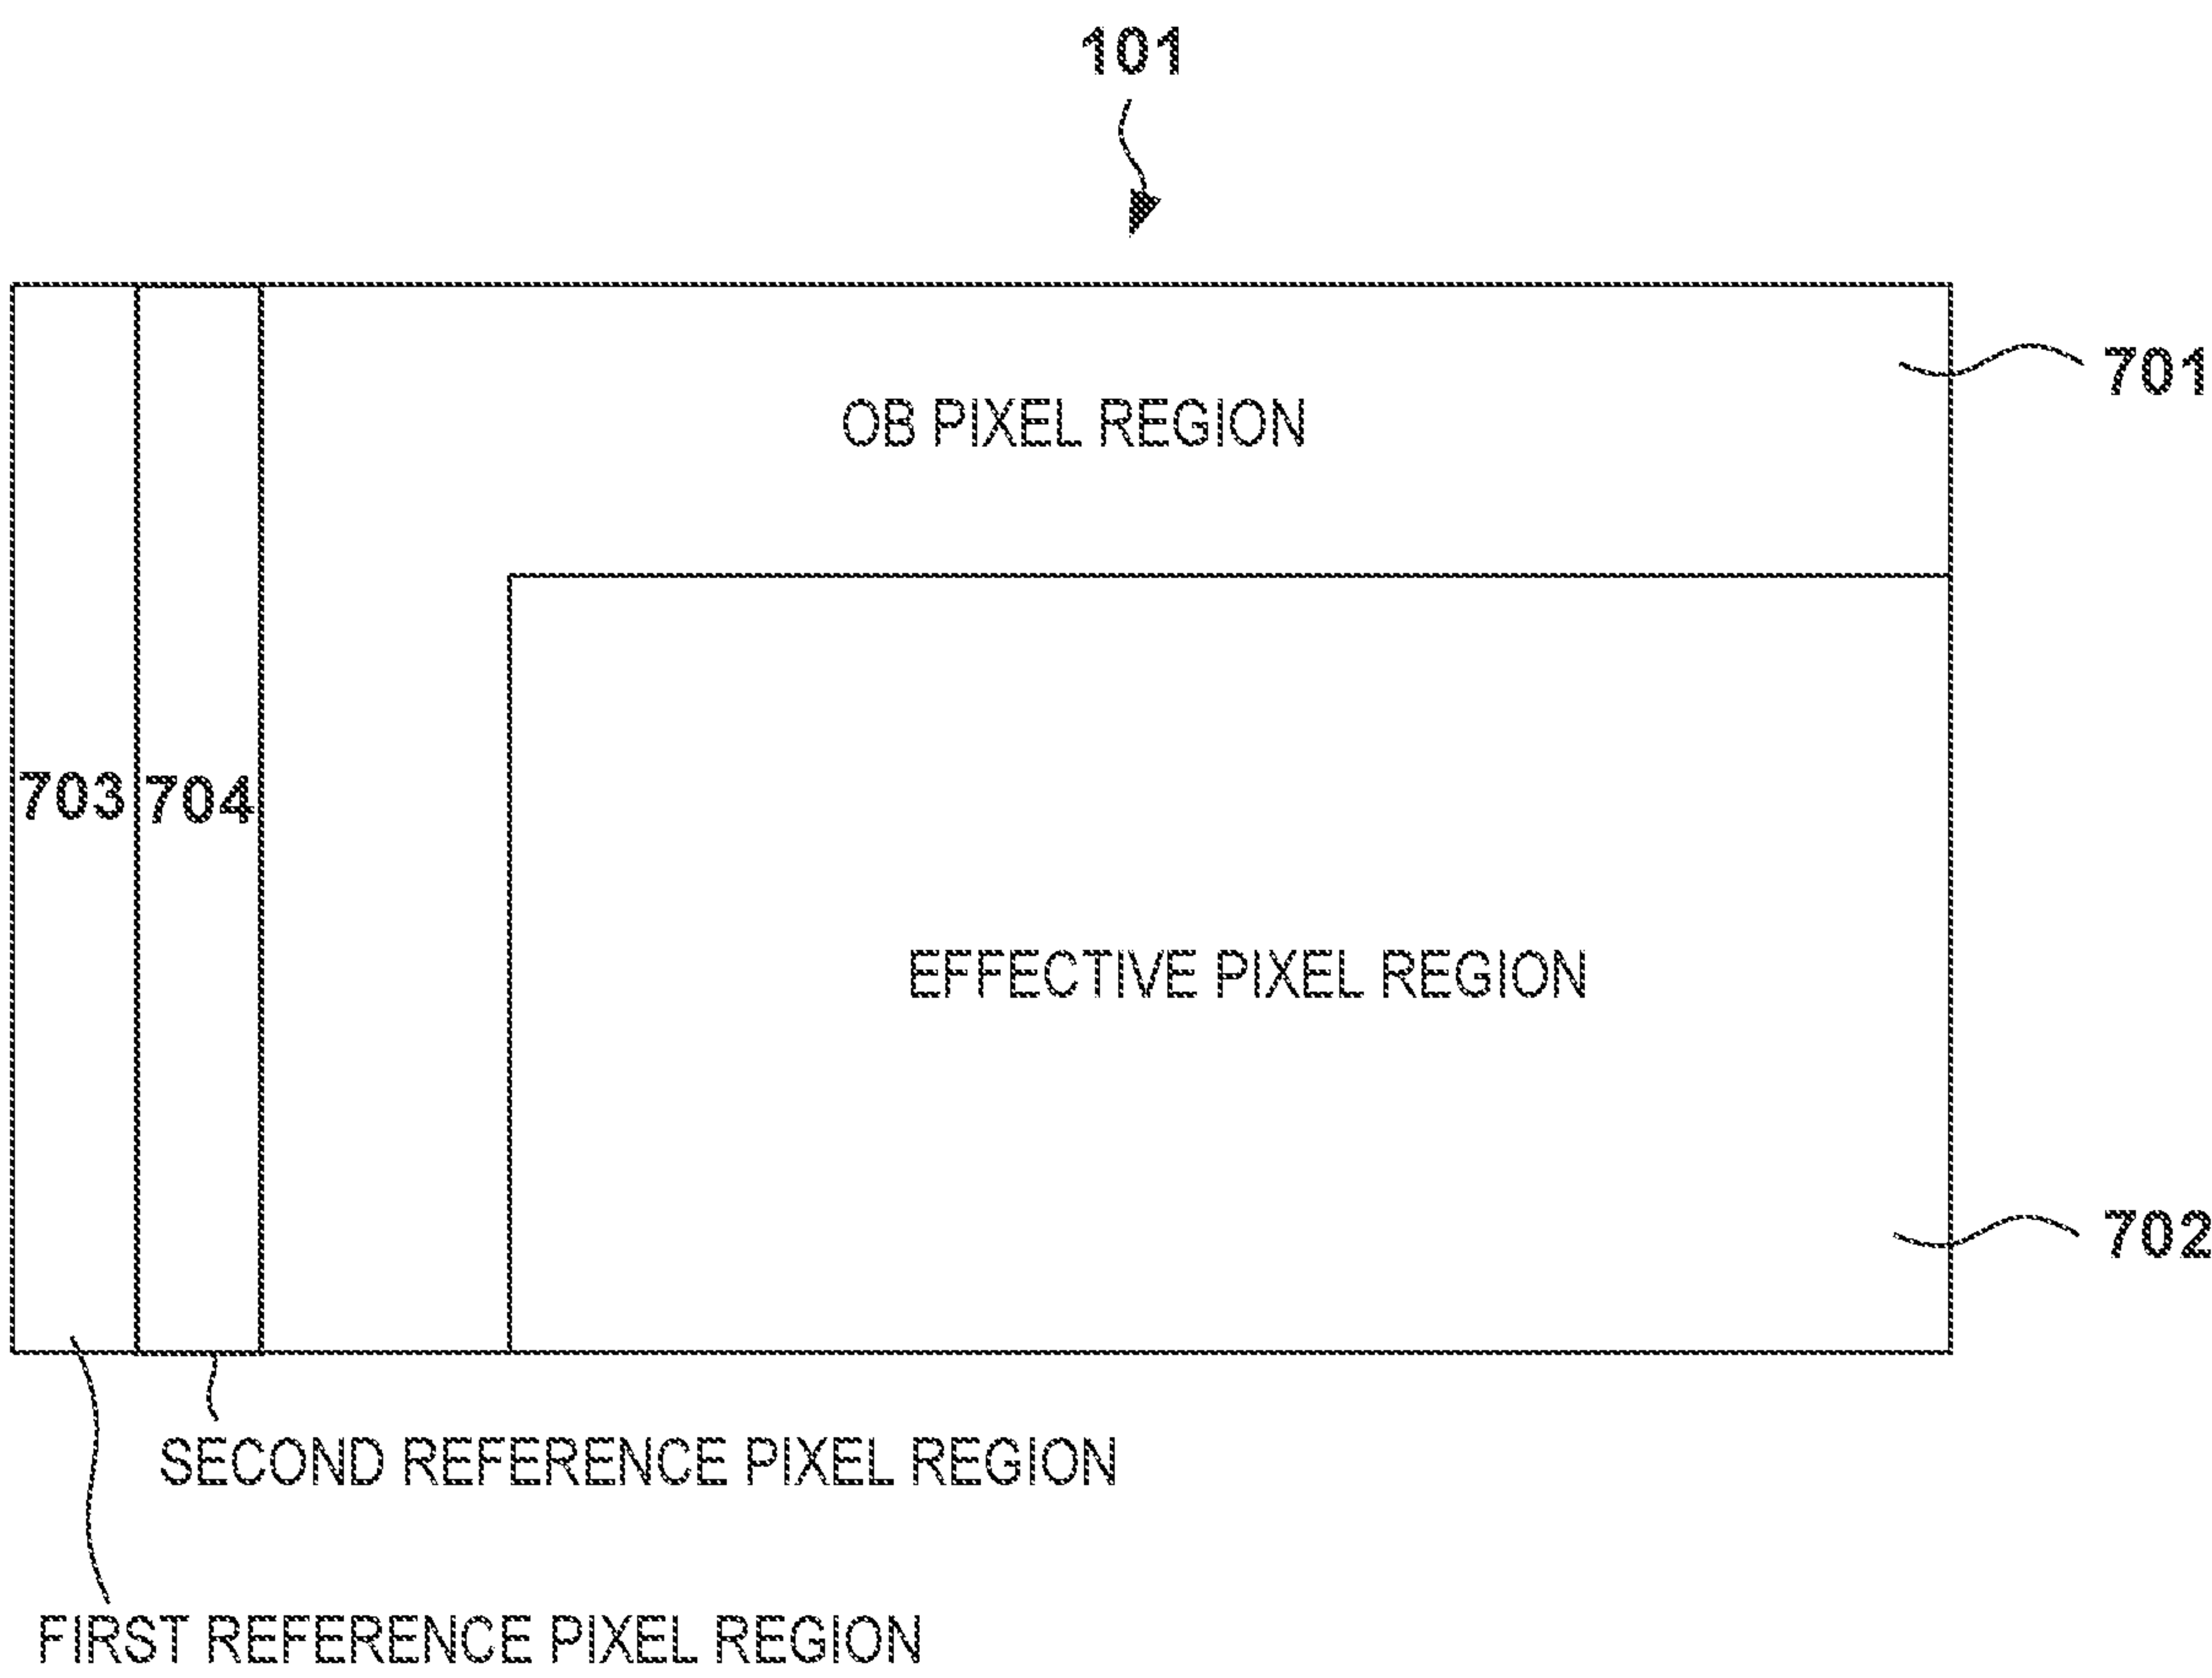 101
701
OB PIXEL REGION
703
704
EFFECTIVE PIXEL REGION
702
SECOND REFERENCE PIXEL REGION
FIRST REFERENCE PIXEL REGION